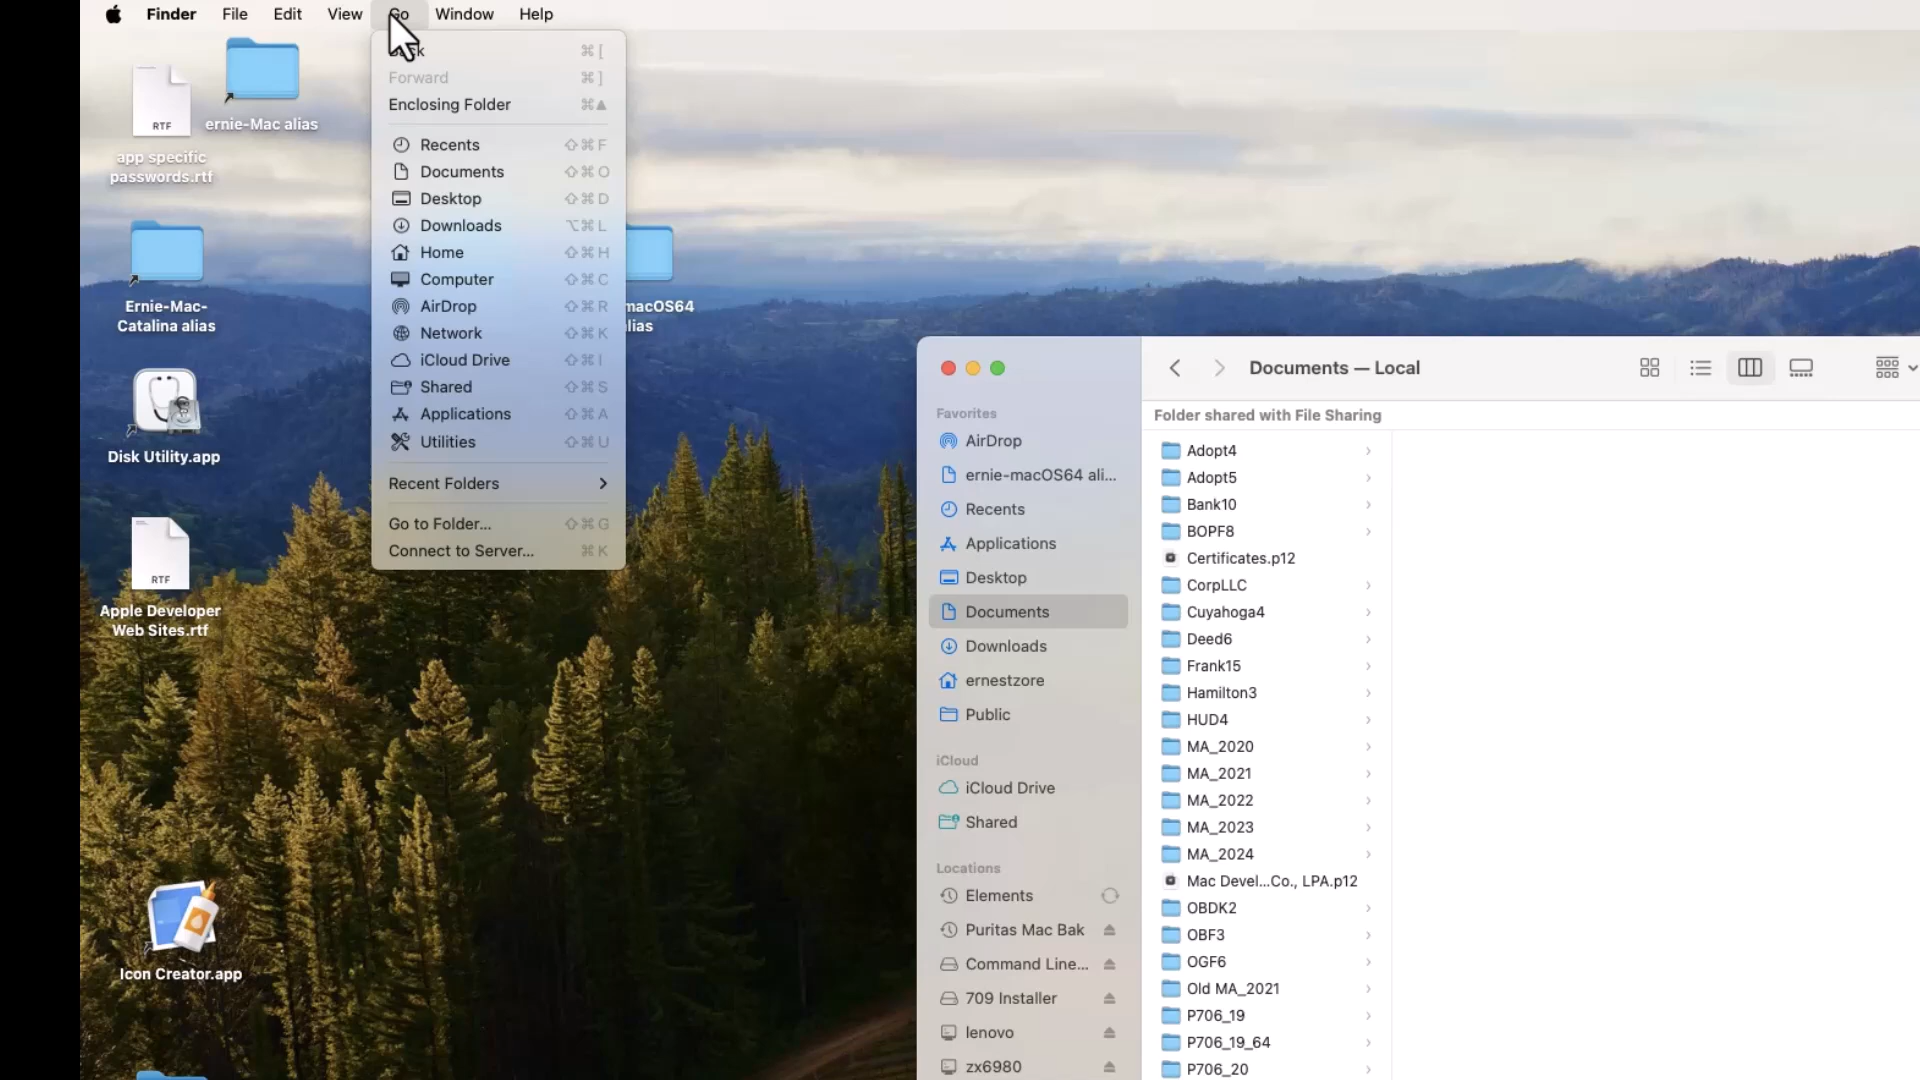 Finder File Edit View Go Window Help
⌘ [
Forward ⌘ ]
Enclosing Folder ⌘▲
Recents ⇧⌘F
Documents ⇧⌘O
Desktop ⇧⌘D
Downloads ⌥⌘L
Home ⇧⌘H
Computer ⇧⌘C
AirDrop ⇧⌘R
Network ⇧⌘K
iCloud Drive ⇧⌘I
Shared ⇧⌘S
Applications ⇧⌘A
Utilities ⇧⌘U
Recent Folders
Go to Folder... ⇧⌘G
Connect to Server... ⌘K
RTF
app specific
passwords.rtf
ernie-Mac alias
Ernie-Mac-
Catalina alias
macOS64
lias
Disk Utility.app
RTF
Apple Developer
Web Sites.rtf
Icon Creator.app
Documents — Local
Folder shared with File Sharing
Favorites
AirDrop
ernie-macOS64 ali...
Recents
Applications
Desktop
Documents
Downloads
ernestzore
Public
iCloud
iCloud Drive
Shared
Locations
Elements
Puritas Mac Bak
Command Line...
709 Installer
lenovo
zx6980
Adopt4
Adopt5
Bank10
BOPF8
Certificates.p12
CorpLLC
Cuyahoga4
Deed6
Frank15
Hamilton3
HUD4
MA_2020
MA_2021
MA_2022
MA_2023
MA_2024
Mac Devel...Co., LPA.p12
OBDK2
OBF3
OGF6
Old MA_2021
P706_19
P706_19_64
P706_20